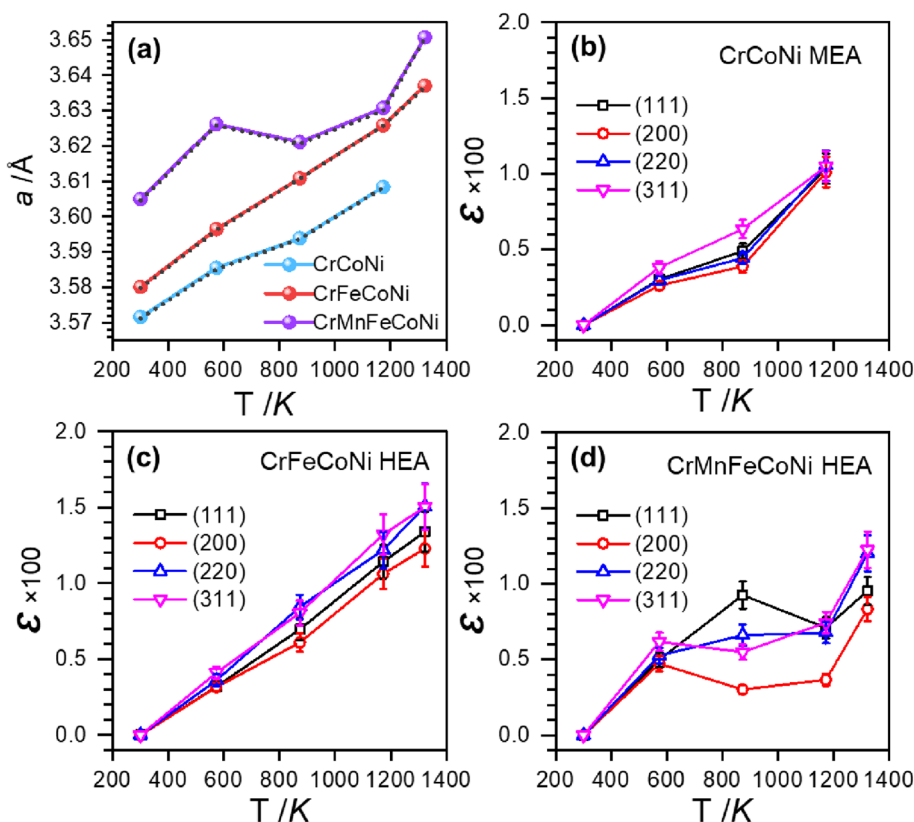 (a)
a /Å
3.65
3.64
3.63
3.62
3.61
3.60
3.59
3.58
3.57
CrCoNi
CrFeCoNi
CrMnFeCoNi
200 400 600 800 1000 1200 1400
T /K
(b)
CrCoNi MEA
ε ×100
2.0
1.5
1.0
0.5
0.0
(111)
(200)
(220)
(311)
200 400 600 800 1000 1200 1400
T /K
(c)
CrFeCoNi HEA
ε ×100
2.0
1.5
1.0
0.5
0.0
(111)
(200)
(220)
(311)
200 400 600 800 1000 1200 1400
T /K
(d)
CrMnFeCoNi HEA
ε ×100
2.0
1.5
1.0
0.5
0.0
(111)
(200)
(220)
(311)
200 400 600 800 1000 1200 1400
T /K